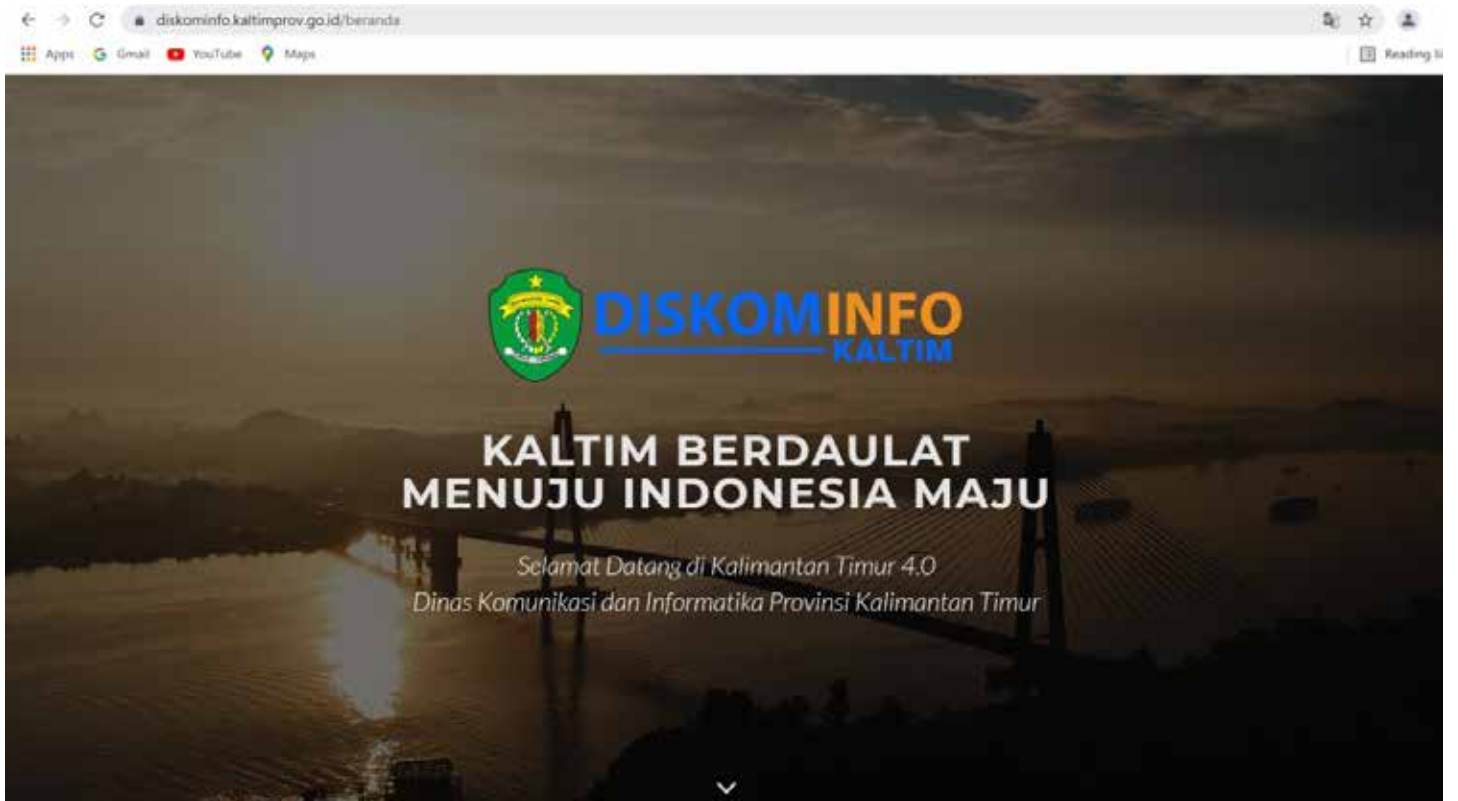 diskominfo.kaltimprov.go.id/beranda
Apps Gmail YouTube Maps Reading
DISKOMINFO
KALTIM
KALTIM BERDAULAT
MENUJU INDONESIA MAJU
Selamat Datang di Kalimantan Timur 4.0
Dinas Komunikasi dan Informatika Provinsi Kalimantan Timur